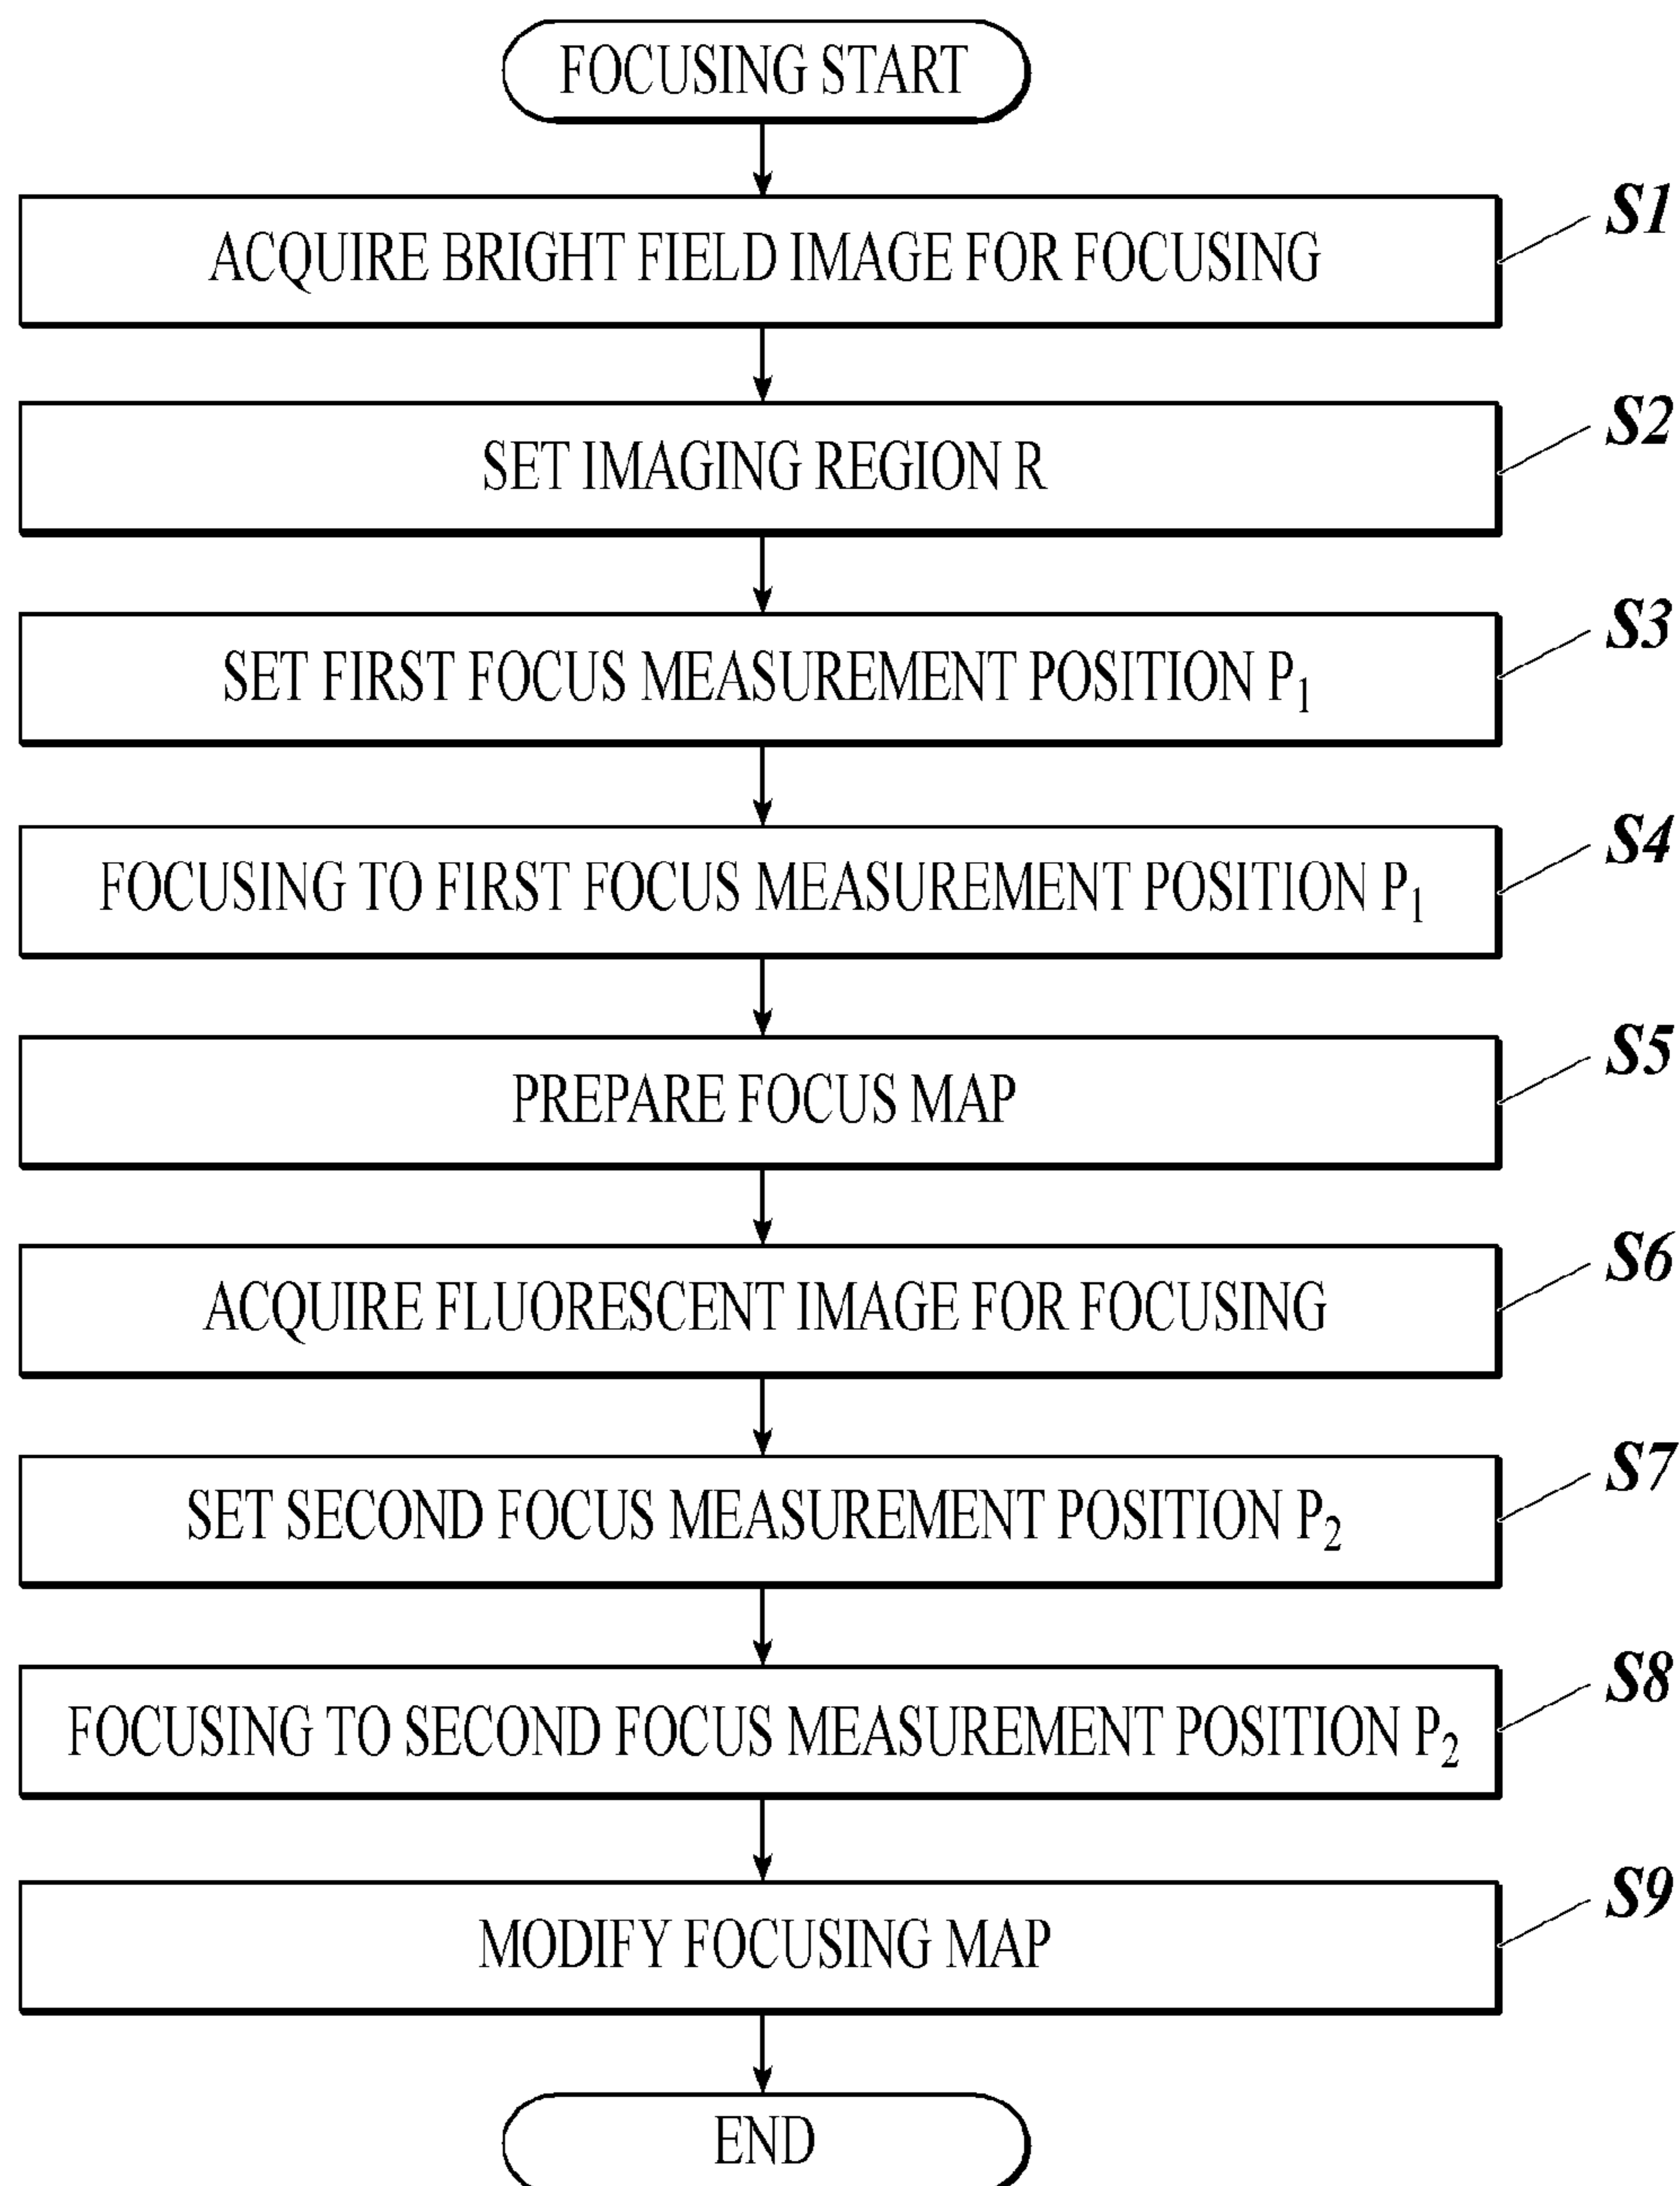 FOCUSING START
S1
ACQUIRE BRIGHT FIELD IMAGE FOR FOCUSING
S2
SET IMAGING REGION R
S3
SET FIRST FOCUS MEASUREMENT POSITION P₁
S4
FOCUSING TO FIRST FOCUS MEASUREMENT POSITION P₁
S5
PREPARE FOCUS MAP
S6
ACQUIRE FLUORESCENT IMAGE FOR FOCUSING
S7
SET SECOND FOCUS MEASUREMENT POSITION P₂
S8
FOCUSING TO SECOND FOCUS MEASUREMENT POSITION P₂
S9
MODIFY FOCUSING MAP
END